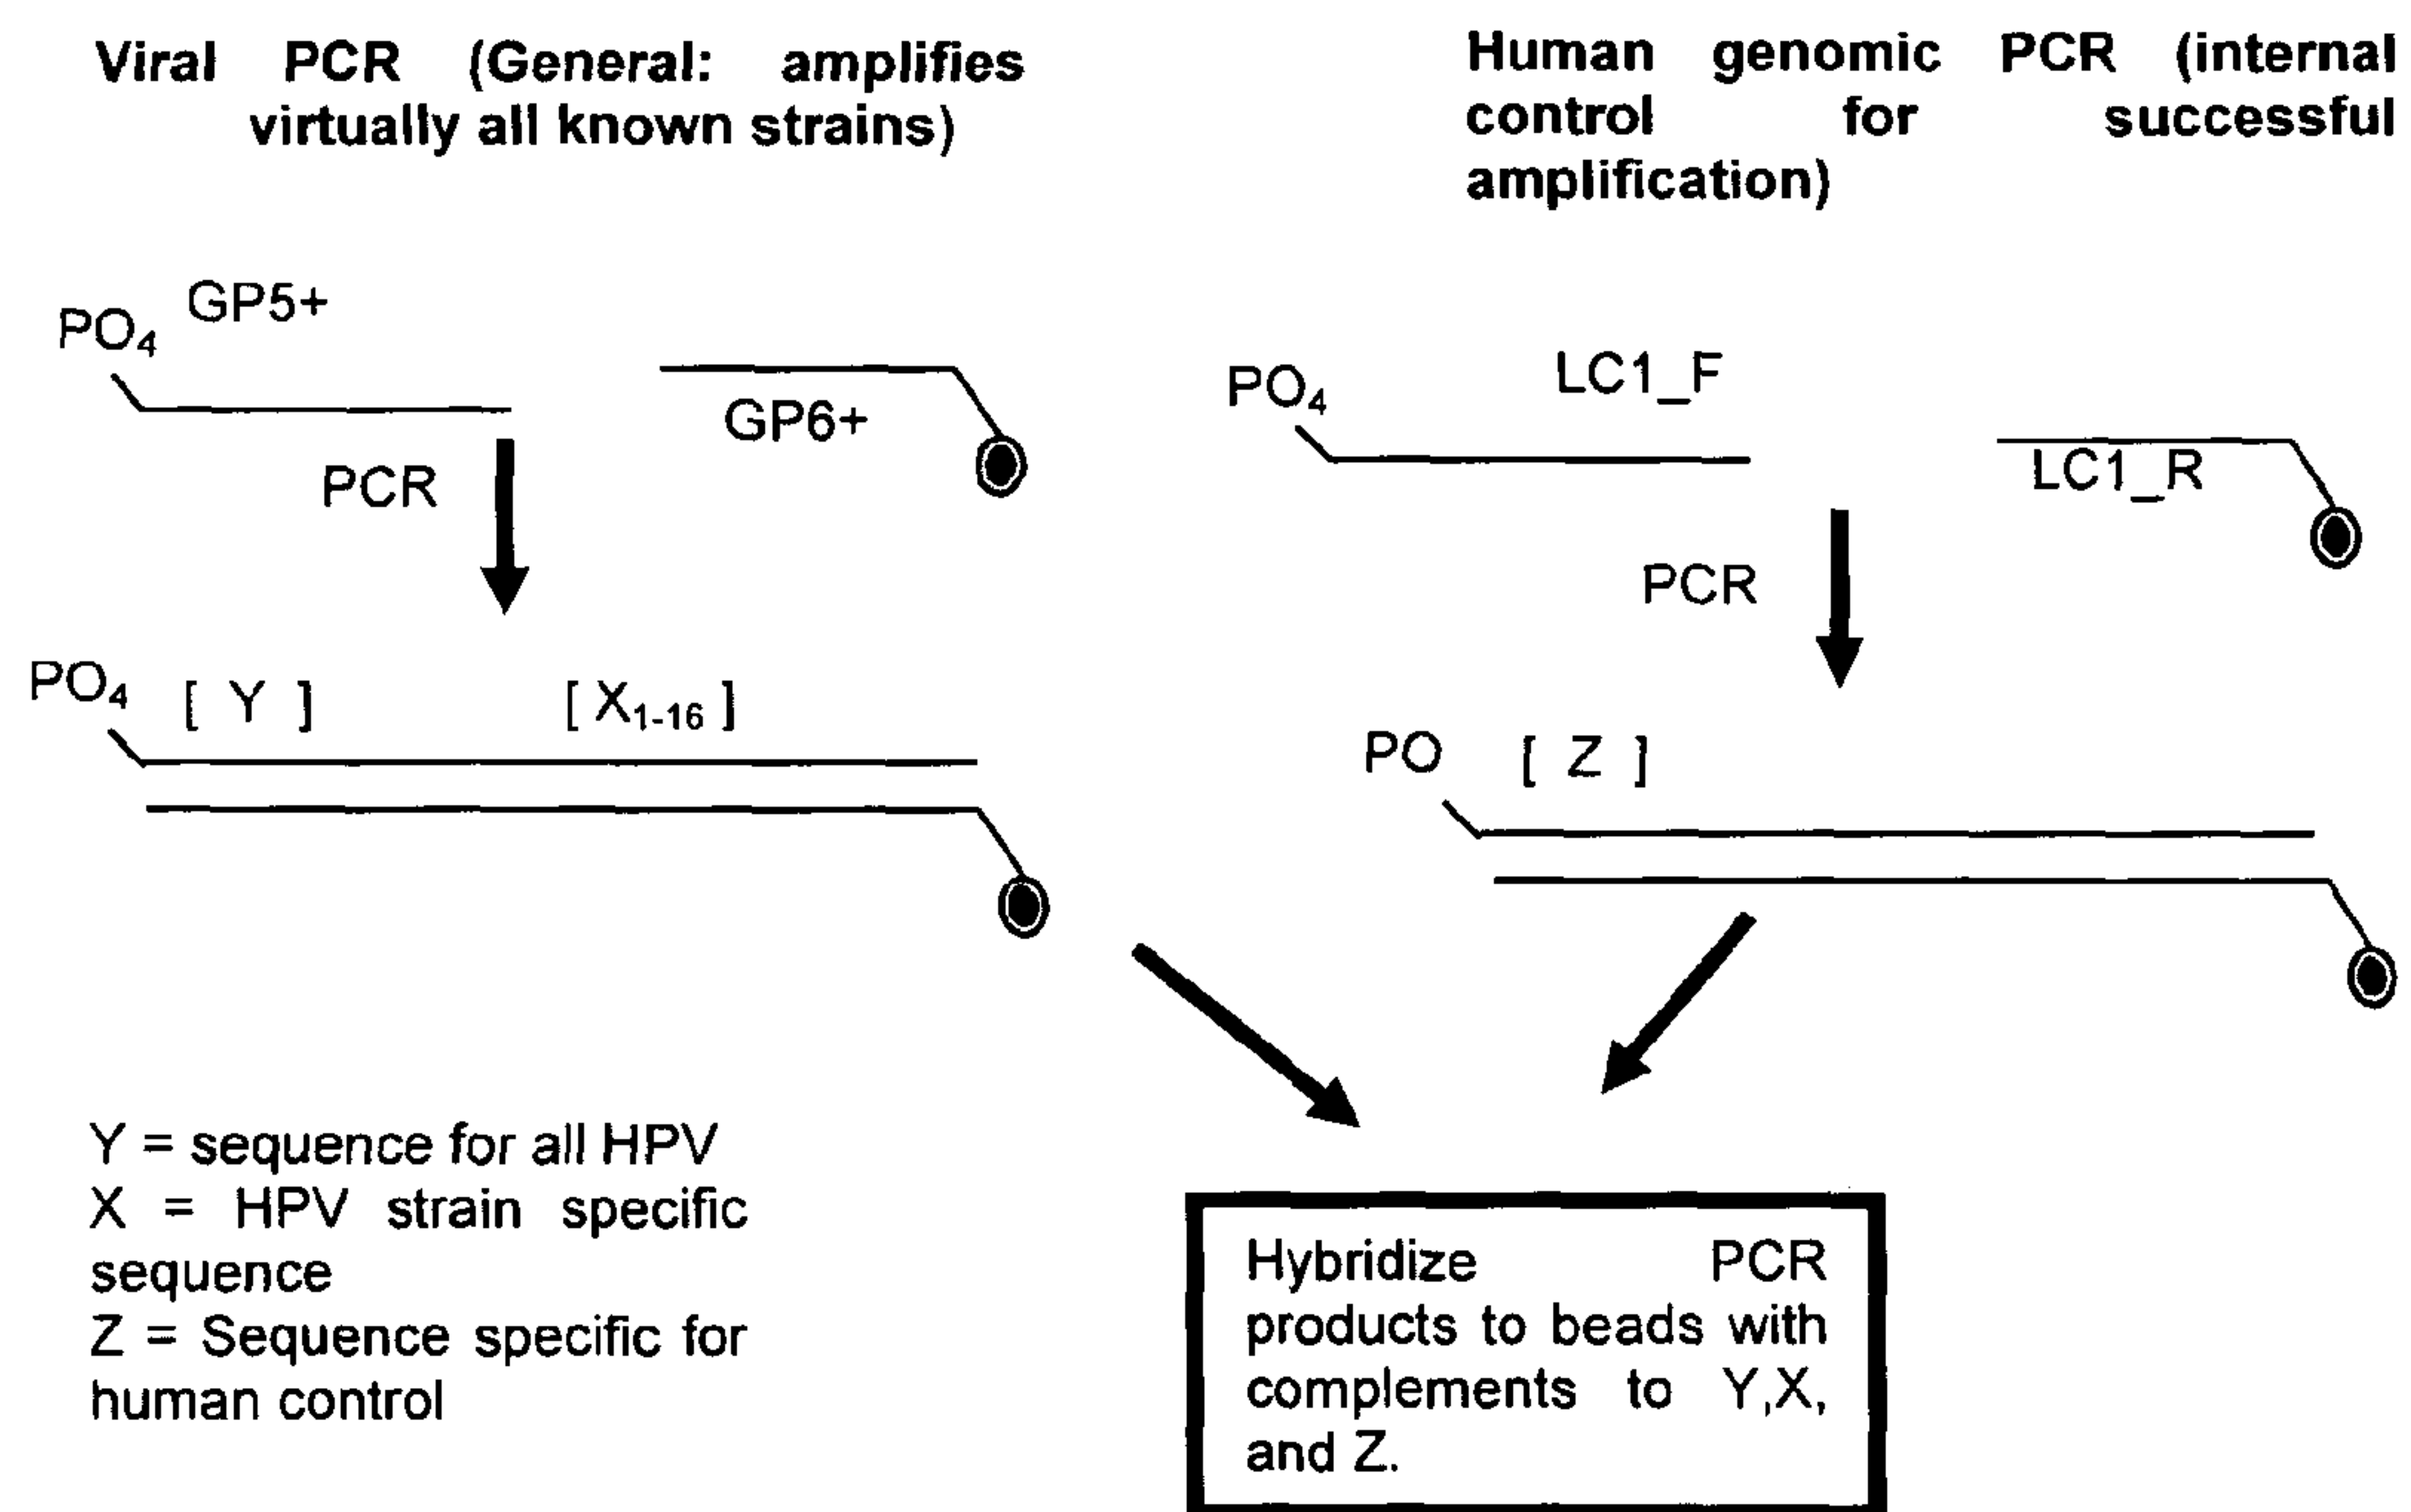 Viral PCR (General: amplifies
virtually all known strains)
Human genomic PCR (internal
control for successful
amplification)
PO₄ GP5+
GP6+
PCR
PO₄ LC1_F
LC1_R
PCR
PO₄ [ Y ] [ X₁₋₁₆ ]
PO [ Z ]
Y = sequence for all HPV
X = HPV strain specific
sequence
Z = Sequence specific for
human control
Hybridize PCR
products to beads with
complements to Y,X,
and Z.